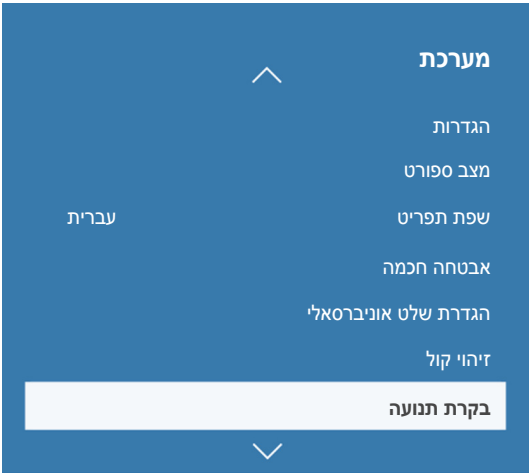 מערכת
הגדרות
מצב ספורט
שפת תפריט עברית
אבטחה חכמה
הגדרת שלט אוניברסאלי
זיהוי קול
בקרת תנועה